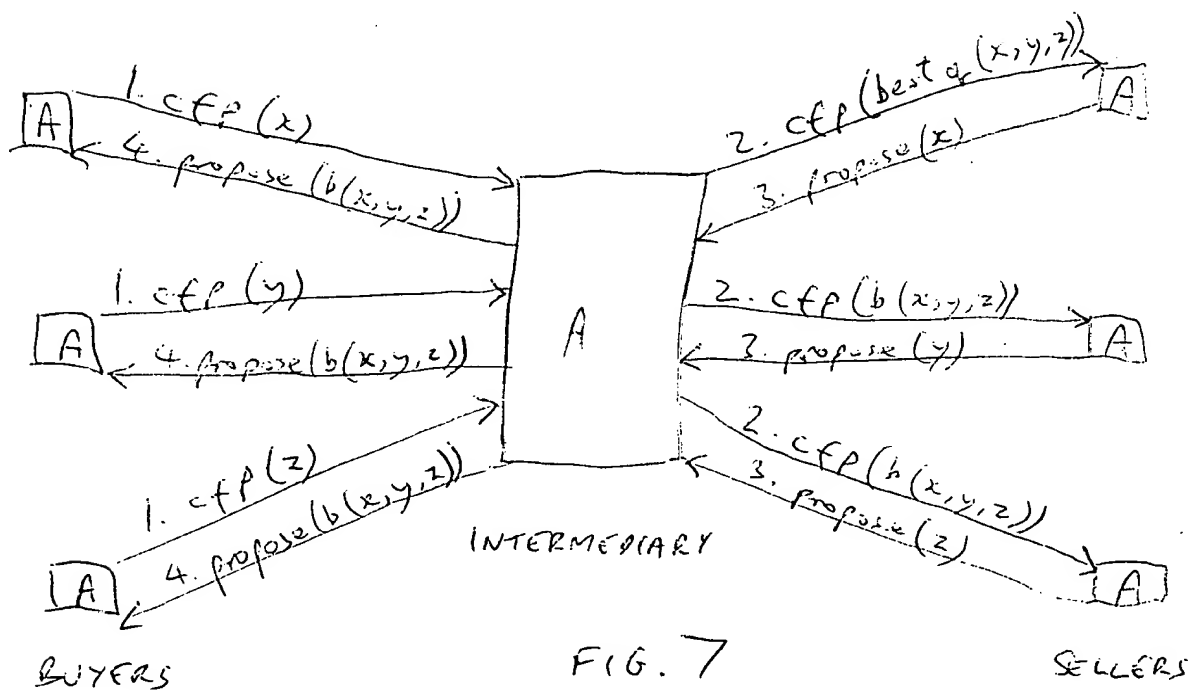 A
1. cfp (x)
4. propose (b(x,y,z))
2. cfp (best of (x,y,z))
3. propose (x)
A
A
1. cfp (y)
4. propose (b(x,y,z))
A
2. cfp (b(x,y,z))
3. propose (y)
A
1. cfp (z)
4. propose (b(x,y,z))
A
2. cfp (b(x,y,z))
3. propose (z)
A
INTERMEDIARY
BUYERS
FIG. 7
SELLERS